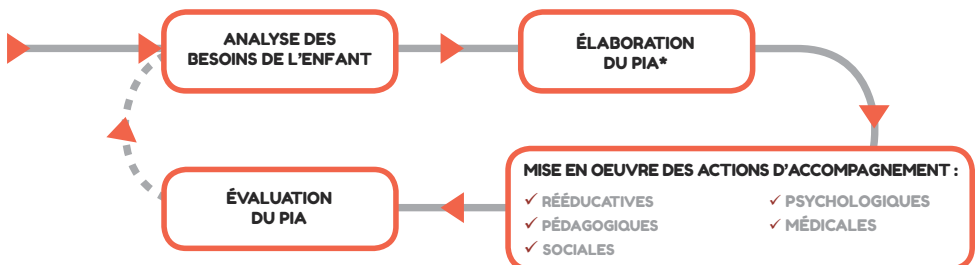 ANALYSE DES
BESOINS DE L'ENFANT
ÉLABORATION
DU PIA*
MISE EN OEUVRE DES ACTIONS D'ACCOMPAGNEMENT :
✓ RÉÉDUCATIVES
✓ PÉDAGOGIQUES
✓ SOCIALES
✓ PSYCHOLOGIQUES
✓ MÉDICALES
ÉVALUATION
DU PIA